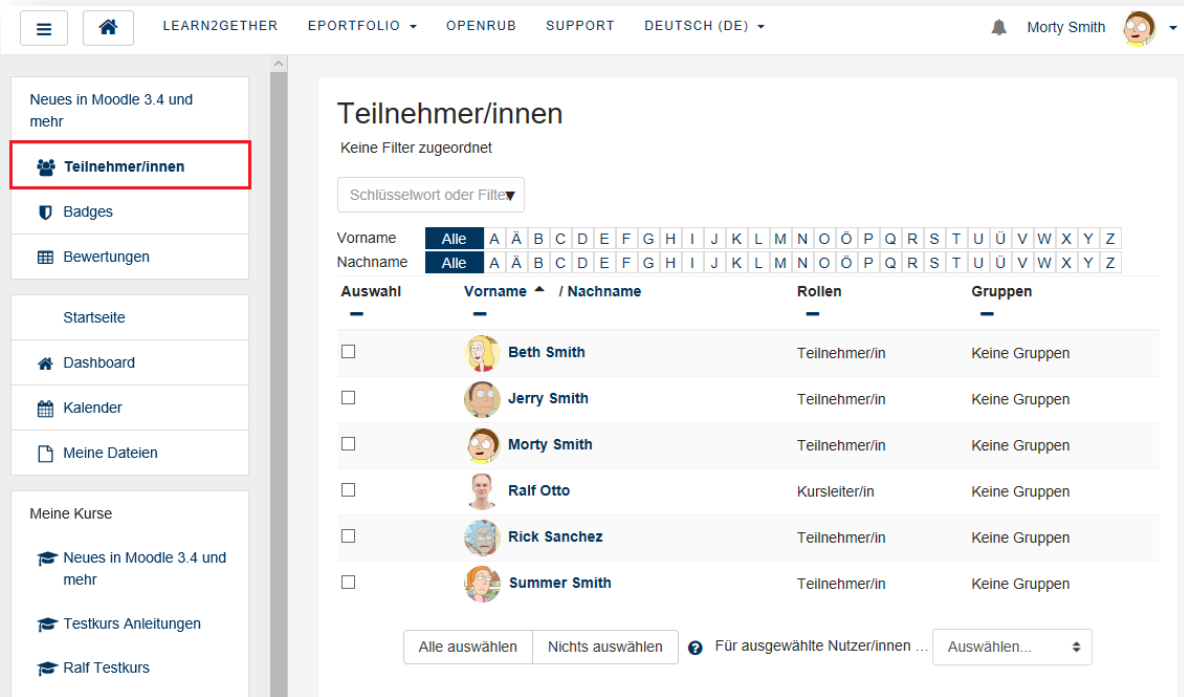 LEARN2GETHER EPORTFOLIO OPENRUB SUPPORT DEUTSCH (DE) Morty Smith
Neues in Moodle 3.4 und
mehr
Teilnehmer/innen
Badges
Bewertungen
Startseite
Dashboard
Kalender
Meine Dateien
Meine Kurse
Neues in Moodle 3.4 und
mehr
Testkurs Anleitungen
Ralf Testkurs
Teilnehmer/innen
Keine Filter zugeordnet
Schlüsselwort oder Filte
Vorname Alle A Ä B C D E F G H I J K L M N O Ö P Q R S T U Ü V W X Y Z
Nachname Alle A Ä B C D E F G H I J K L M N O Ö P Q R S T U Ü V W X Y Z
Auswahl Vorname / Nachname Rollen Gruppen
Beth Smith Teilnehmer/in Keine Gruppen
Jerry Smith Teilnehmer/in Keine Gruppen
Morty Smith Teilnehmer/in Keine Gruppen
Ralf Otto Kursleiter/in Keine Gruppen
Rick Sanchez Teilnehmer/in Keine Gruppen
Summer Smith Teilnehmer/in Keine Gruppen
Alle auswählen Nichts auswählen ? Für ausgewählte Nutzer/innen ... Auswählen...